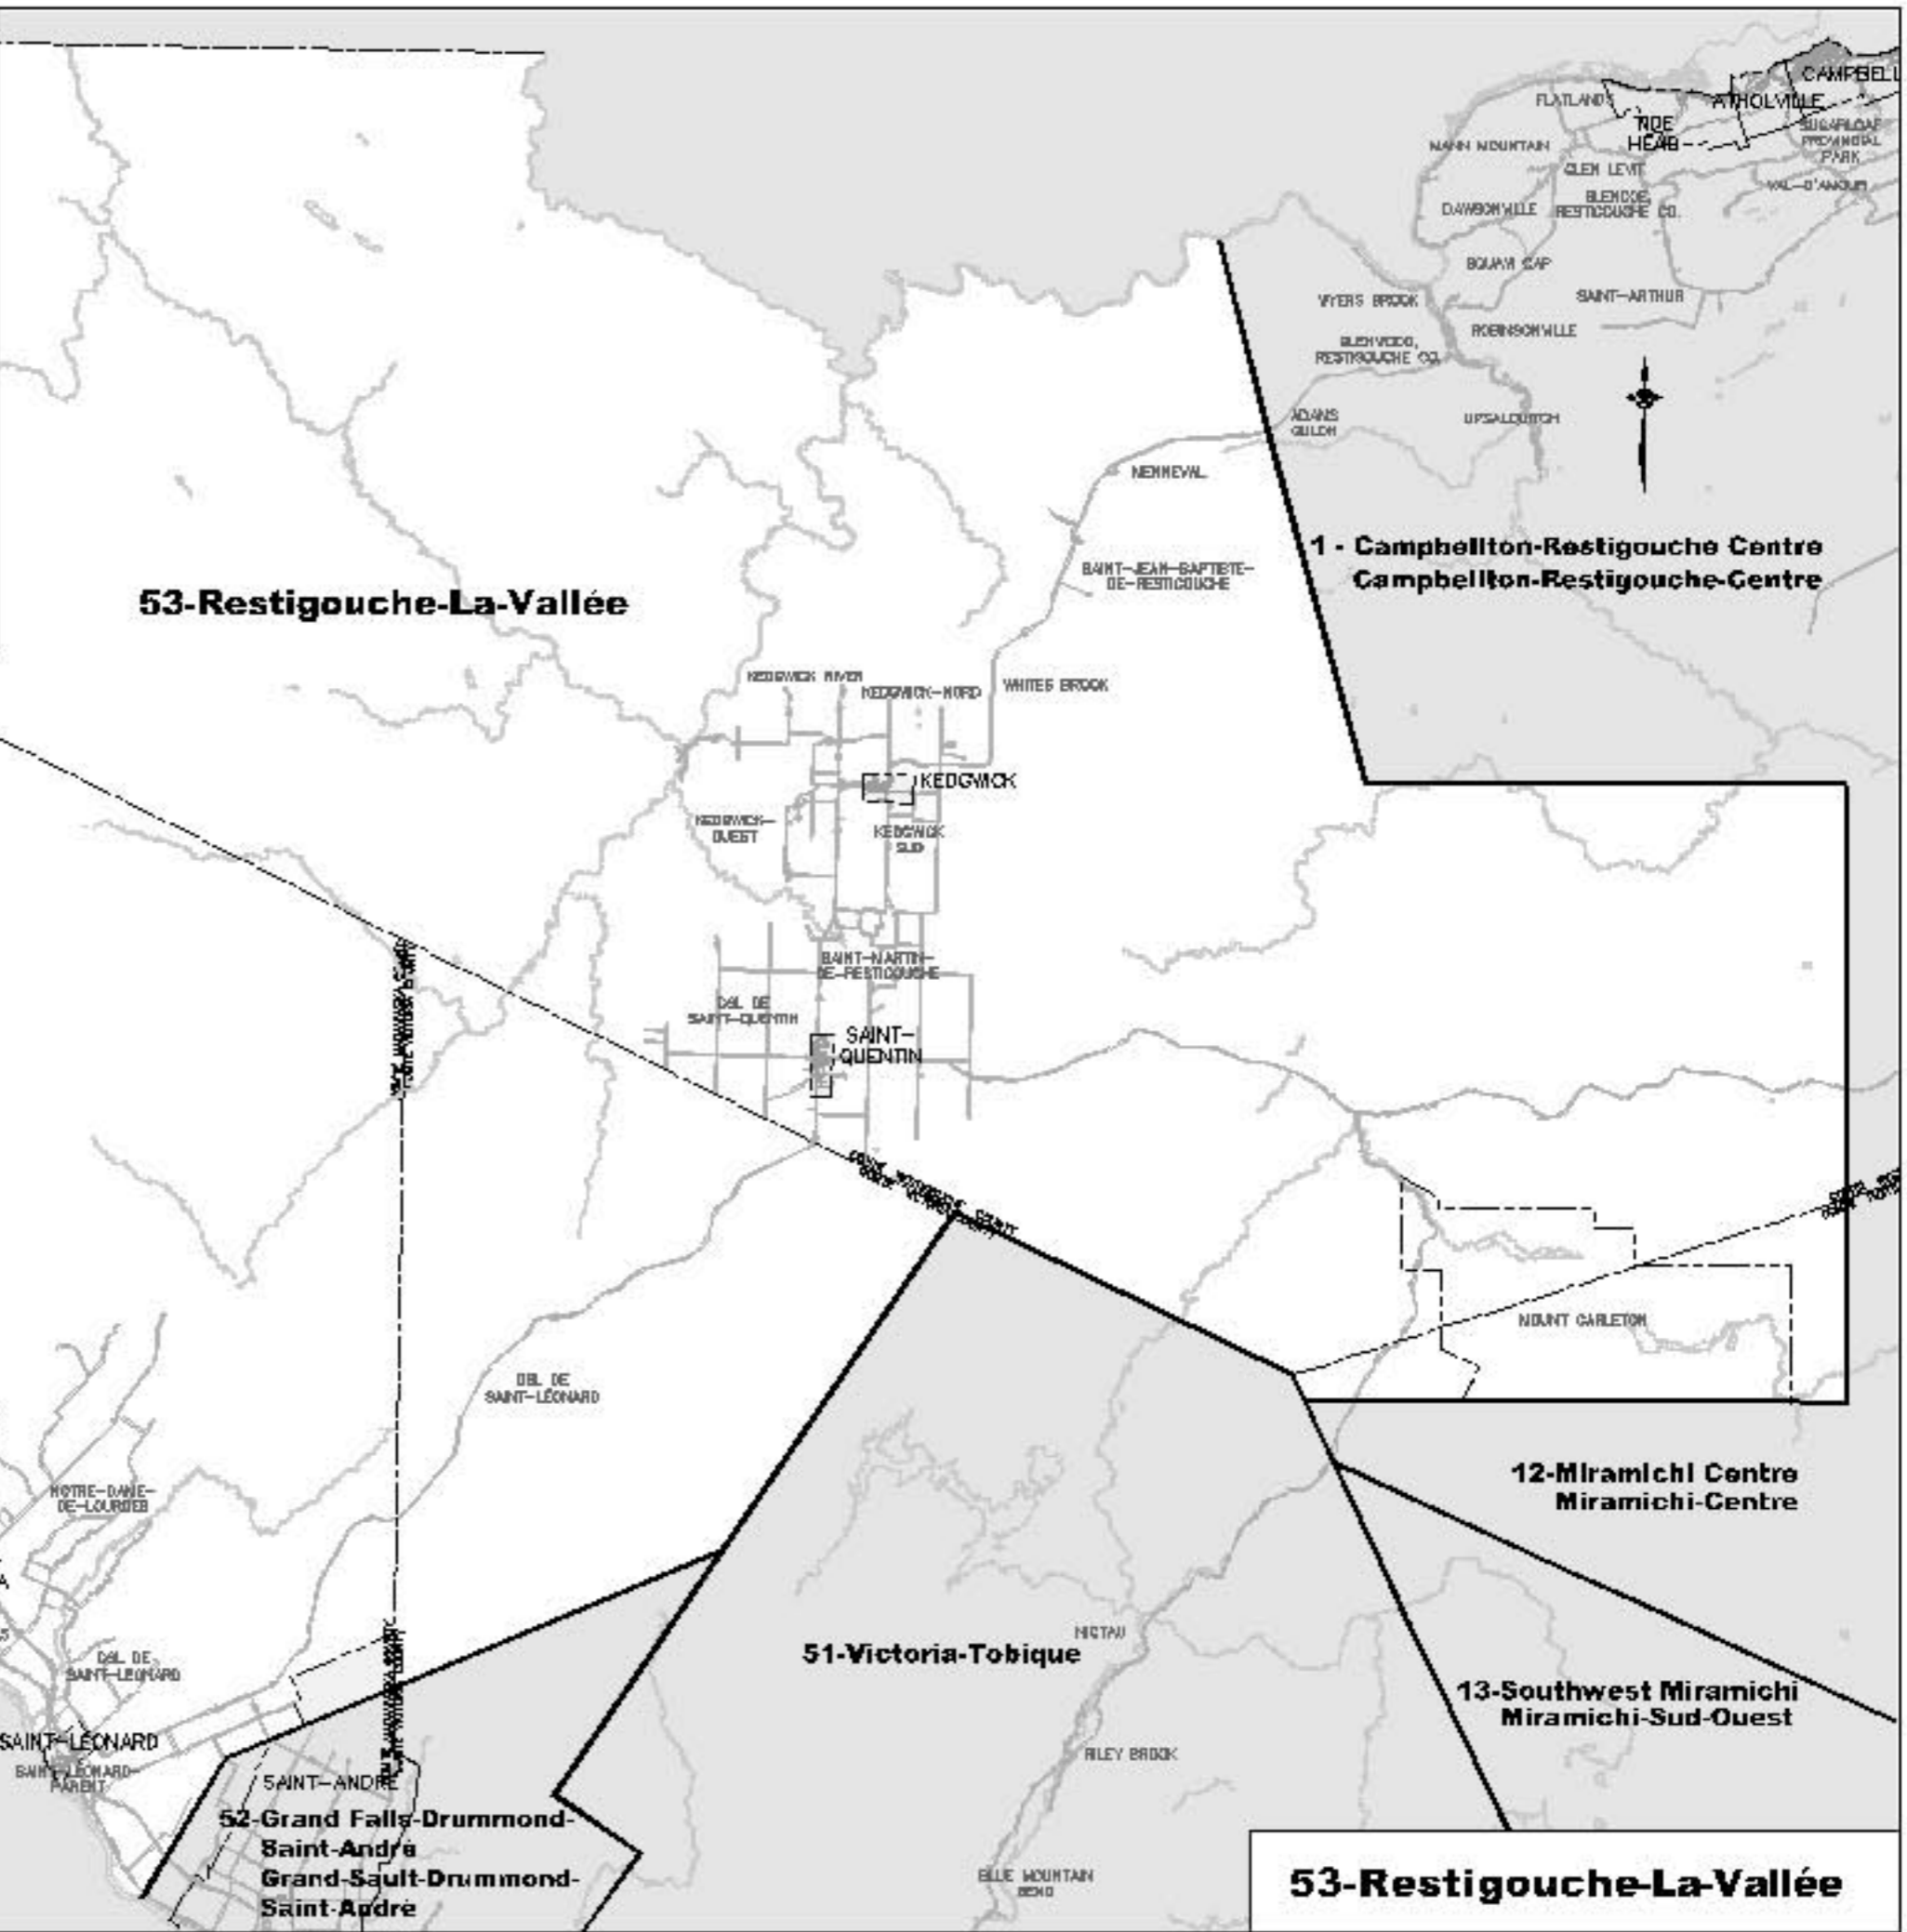 CAMPBELL
FLATLANDS
ATHOLVILLE
TIDE
HEAD
SUGARLOAF
PROVINCIAL
PARK
MANN MOUNTAIN
GLEN LEVIT
VAL-D'AMOUR
DAWSONVILLE
GLENCOE,
RESTIGOUCHE CO.
SQUAW CAP
WYERS BROOK
SAINT-ARTHUR
ROBINSONVILLE
GLENWOOD,
RESTIGOUCHE CO.
ADAMS
GULCH
UPSALQUITCH
MENNEVAL
1 - Campbellton-Restigouche Centre
Campbellton-Restigouche-Centre
SAINT-JEAN-BAPTISTE-
DE-RESTIGOUCHE
53-Restigouche-La-Vallée
KEDGWICK RIVER
KEDGWICK-NORD
WHITES BROOK
KEDGWICK
KEDGWICK-
OUEST
KEDGWICK
SUD
SAINT-MARTIN-
DE-RESTIGOUCHE
DSL DE
SAINT-QUENTIN
SAINT-
QUENTIN
MOUNT CARLETON
DSL DE
SAINT-LÉONARD
NOTRE-DAME-
DE-LOURDES
12-Miramichi Centre
Miramichi-Centre
NICTAU
51-Victoria-Tobique
DSL DE
SAINT-LÉONARD
13-Southwest Miramichi
Miramichi-Sud-Ouest
SAINT-LÉONARD
SAINT-LÉONARD-
PARENT
RILEY BROOK
SAINT-ANDRÉ
52-Grand Falls-Drummond-
Saint-André
Grand-Sault-Drummond-
Saint-André
BLUE MOUNTAIN
BEND
53-Restigouche-La-Vallée